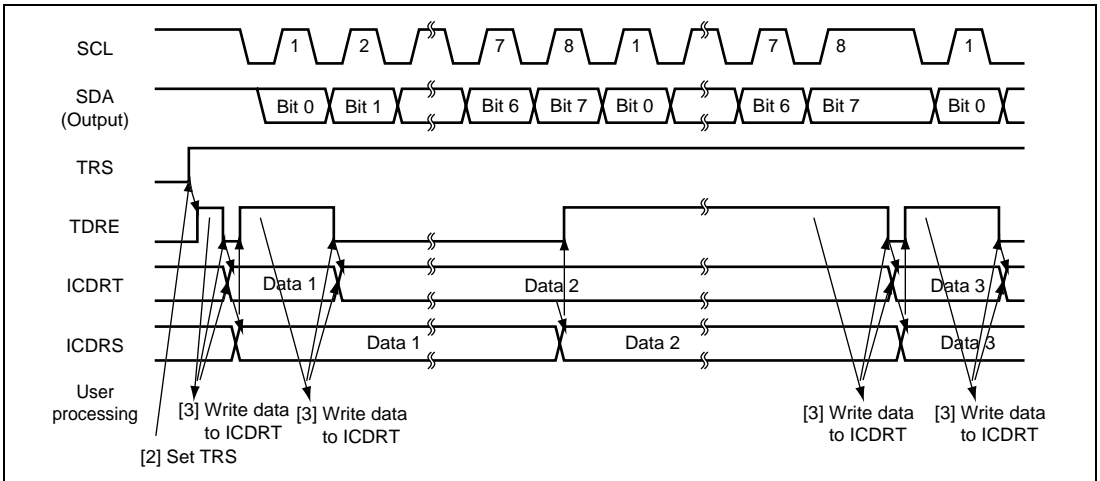 SCL 1 2 7 8 1 7 8 1
SDA
(Output)
Bit 0 Bit 1 Bit 6 Bit 7 Bit 0 Bit 6 Bit 7 Bit 0
TRS
TDRE
ICDRT Data 1 Data 2 Data 3
ICDRS Data 1 Data 2 Data 3
User
processing
[3] Write data
to ICDRT
[3] Write data
to ICDRT
[3] Write data
to ICDRT
[3] Write data
to ICDRT
[2] Set TRS